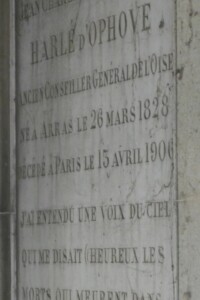 HARLÉ D'OPHOVE
ANCIEN CONSEILLER GÉNÉRAL DE L'OISE
NÉ A ARRAS LE 26 MARS 1828
DÉCÉDÉ A PARIS LE 15 AVRIL 1906
J'AI ENTENDU UNE VOIX DU CIEL
QUI ME DISAIT : HEUREUX LES
MORTS QUI MEURENT DANS